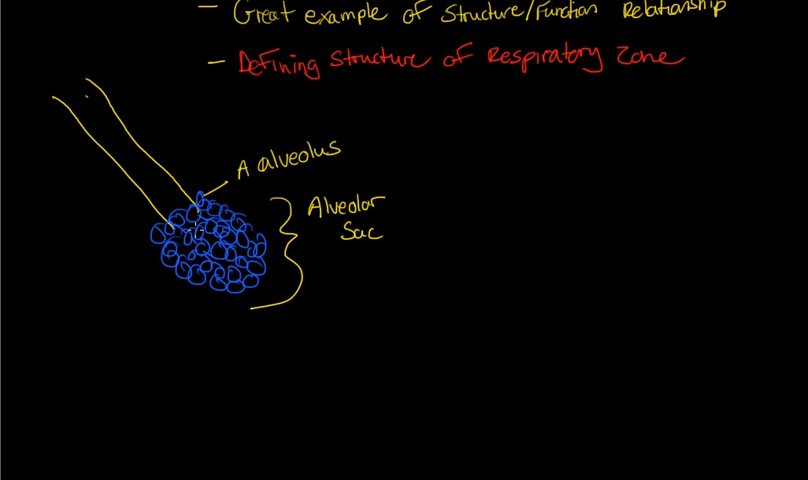 – Great example of Structure/Function Relationship
– Defining Structure of Respiratory Zone
A alveolus
Alveolar
Sac